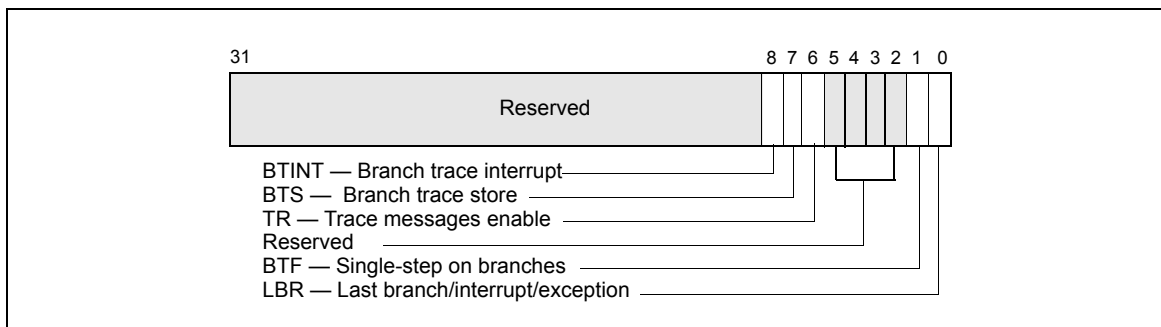 31 8 7 6 5 4 3 2 1 0
Reserved
BTINT — Branch trace interrupt
BTS — Branch trace store
TR — Trace messages enable
Reserved
BTF — Single-step on branches
LBR — Last branch/interrupt/exception